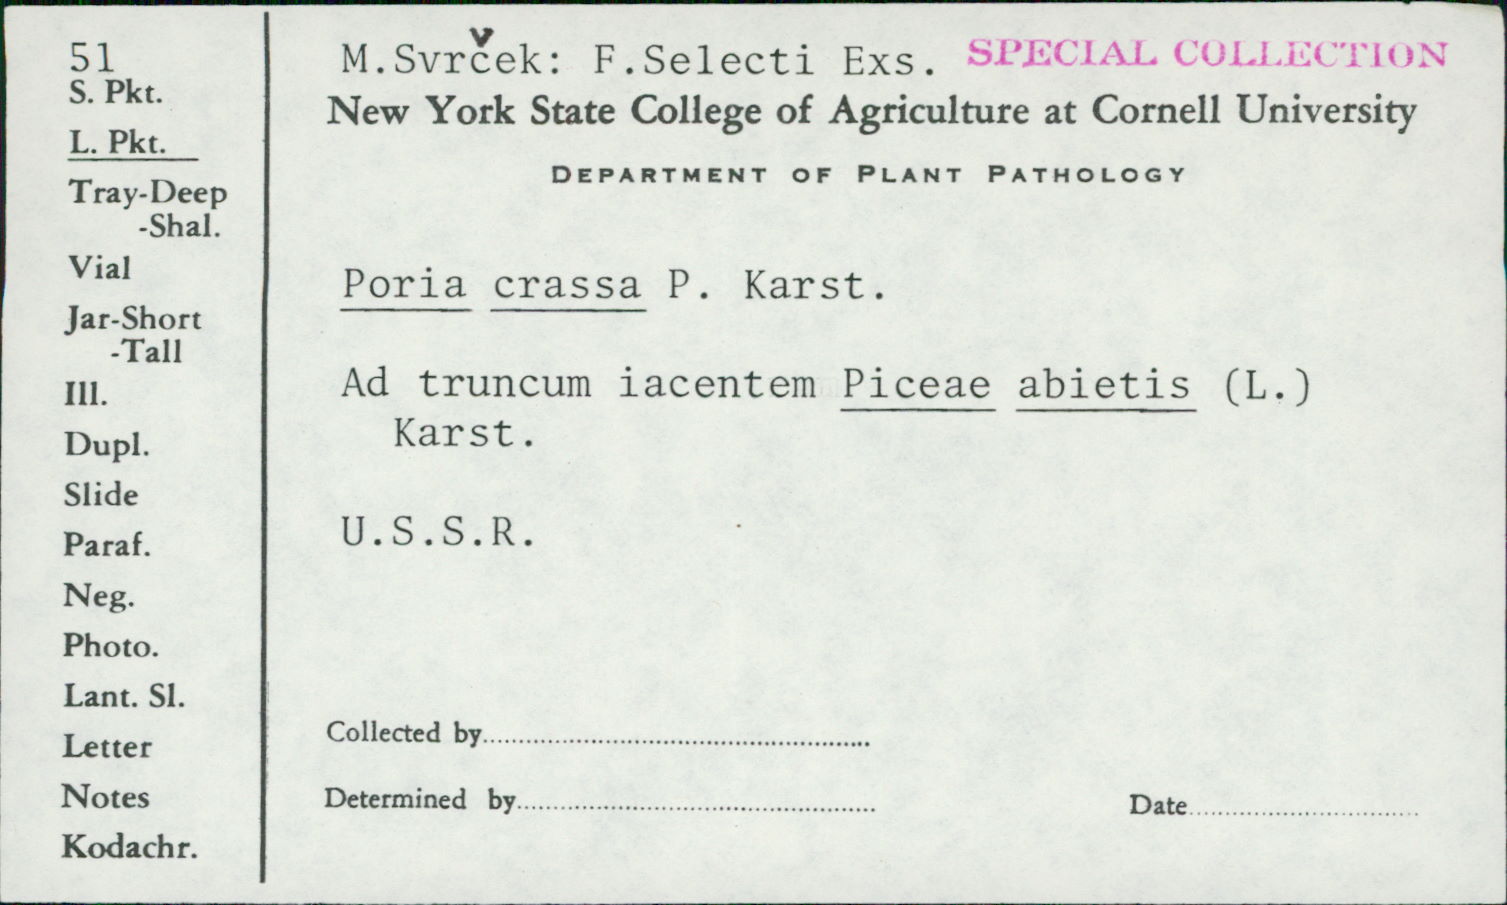 51
S. Pkt.
L. Pkt.
Tray-Deep
-Shal.
Vial
Jar-Short
-Tall
Ill.
Dupl.
Slide
Paraf.
Neg.
Photo.
Lant. Sl.
Letter
Notes
Kodachr.
M.Svrček: F.Selecti Exs. SPECIAL COLLECTION
New York State College of Agriculture at Cornell University
DEPARTMENT OF PLANT PATHOLOGY
Poria crassa P. Karst.
Ad truncum iacentem Piceae abietis (L.)
Karst.
U.S.S.R.
Collected by
Determined by
Date